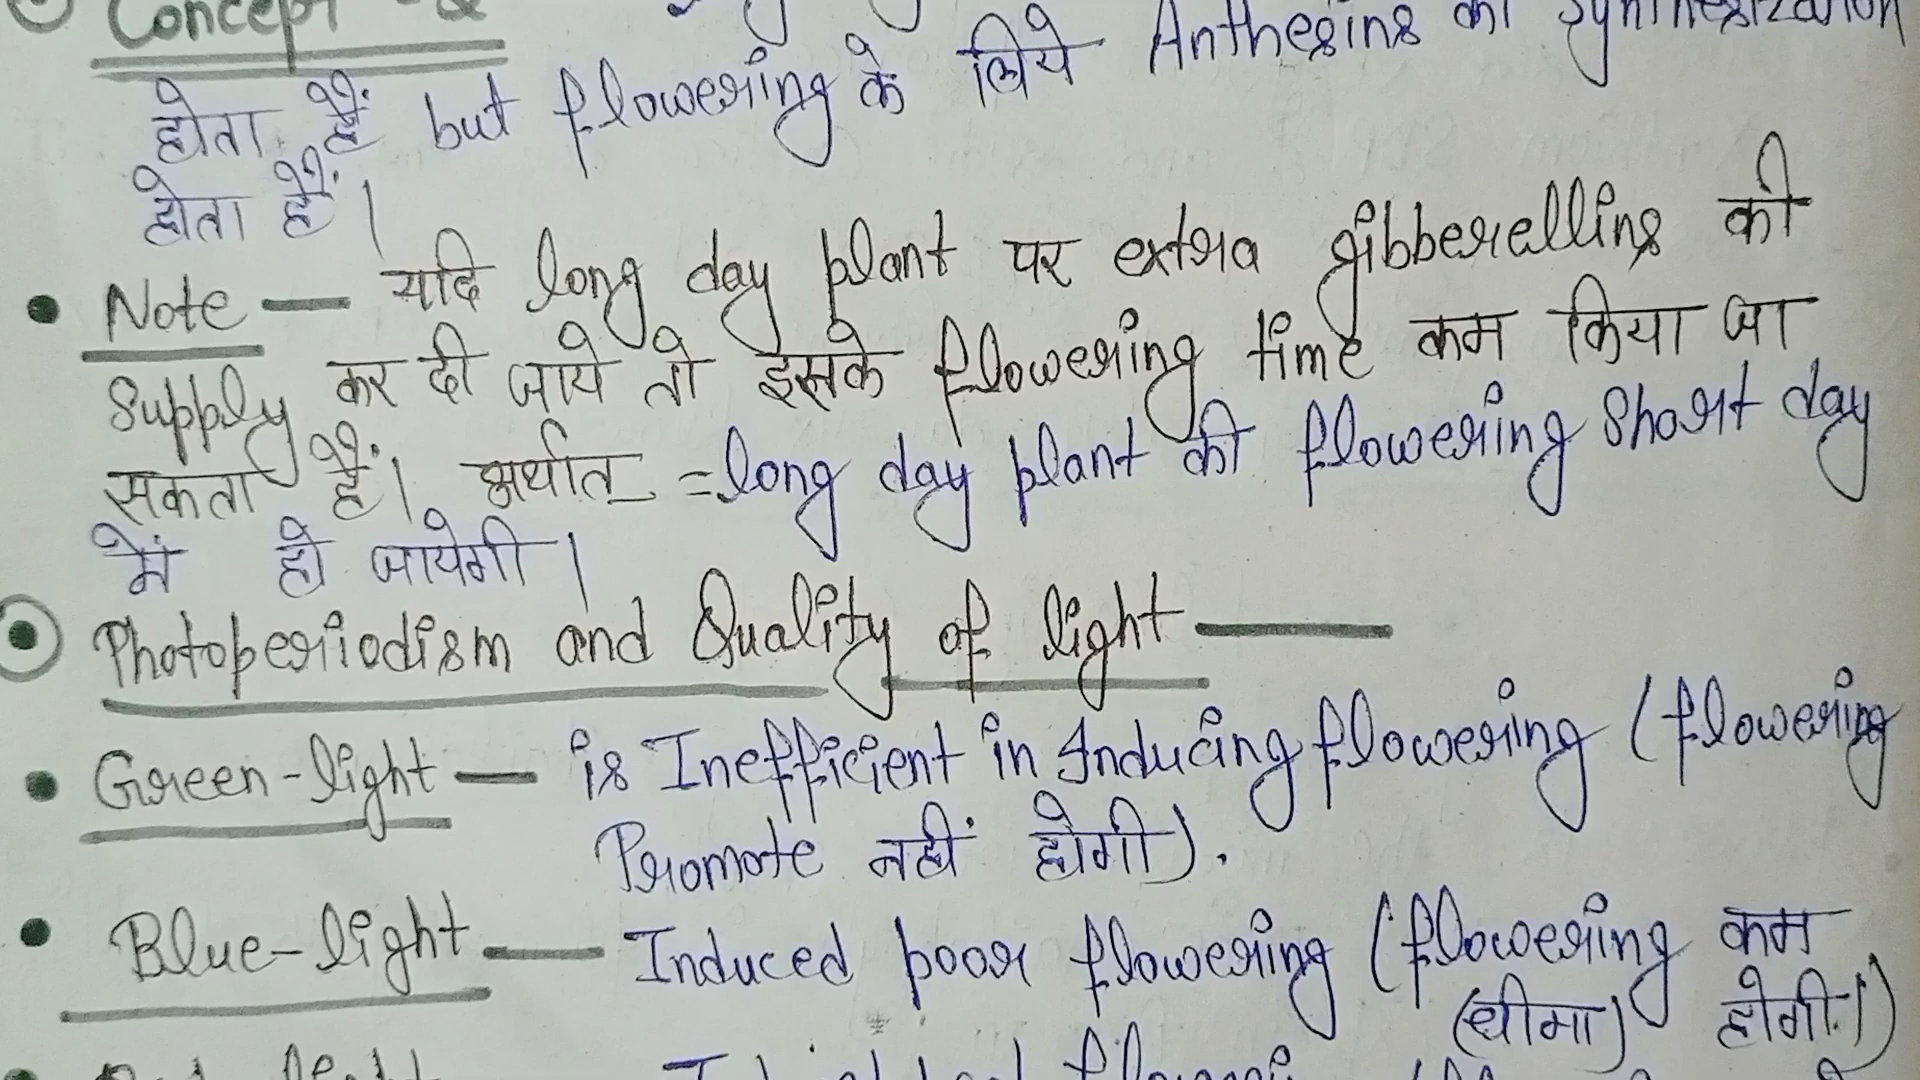 Concept -
Anthesins का Synthesization
होता हैं but flowering के लिये
होता हैं।
• Note — यदि long day plant पर extra gibberellins की
Supply कर दी जाये तो इसके flowering time कम किया जा
सकता हैं। अर्थात = long day plant की flowering Short day
में हो जायेगी।
Photoperiodism and Quality of light —
• Green-light — is Inefficient in Inducing flowering (flowering
Promote नहीं होगी).
• Blue-light — Induced poor flowering (flowering कम
(धीमा) होगी।)